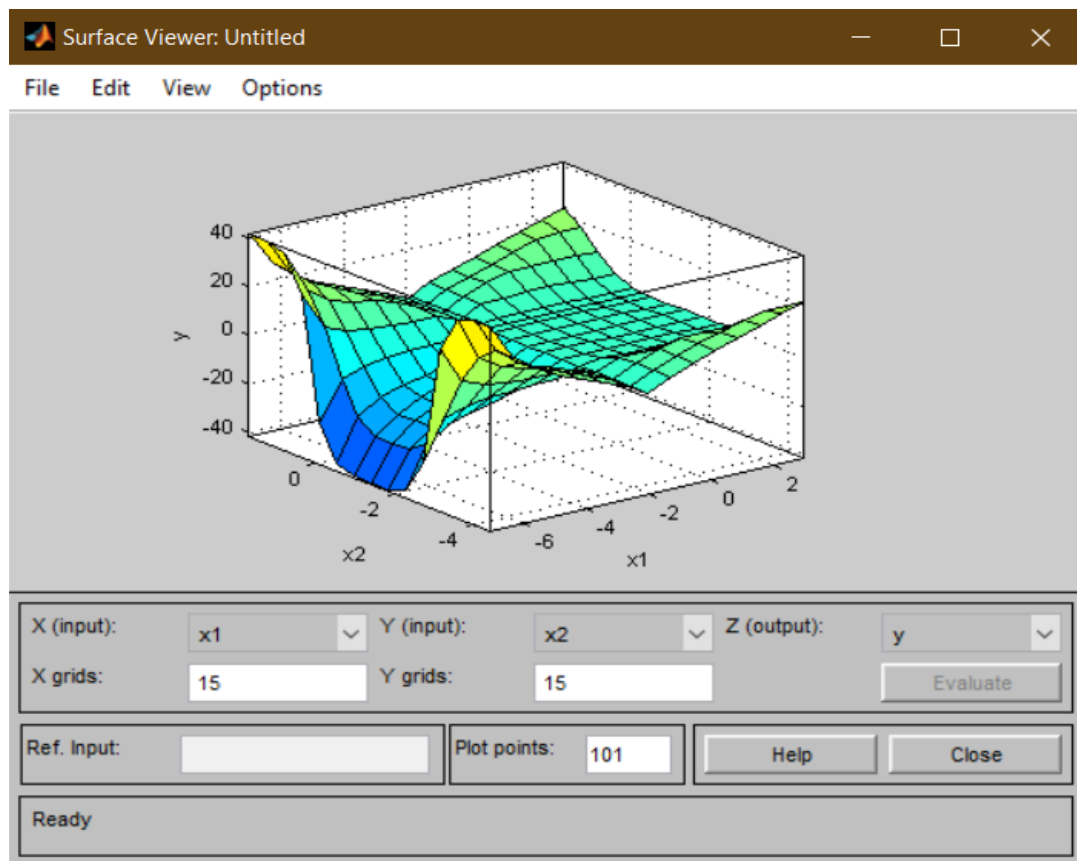 Surface Viewer: Untitled
File Edit View Options
40
20
0
-20
-40
y
0
-2
-4
x2
-6
-4
-2
0
2
x1
X (input): x1 Y (input): x2 Z (output): y
X grids: 15 Y grids: 15 Evaluate
Ref. Input: Plot points: 101 Help Close
Ready